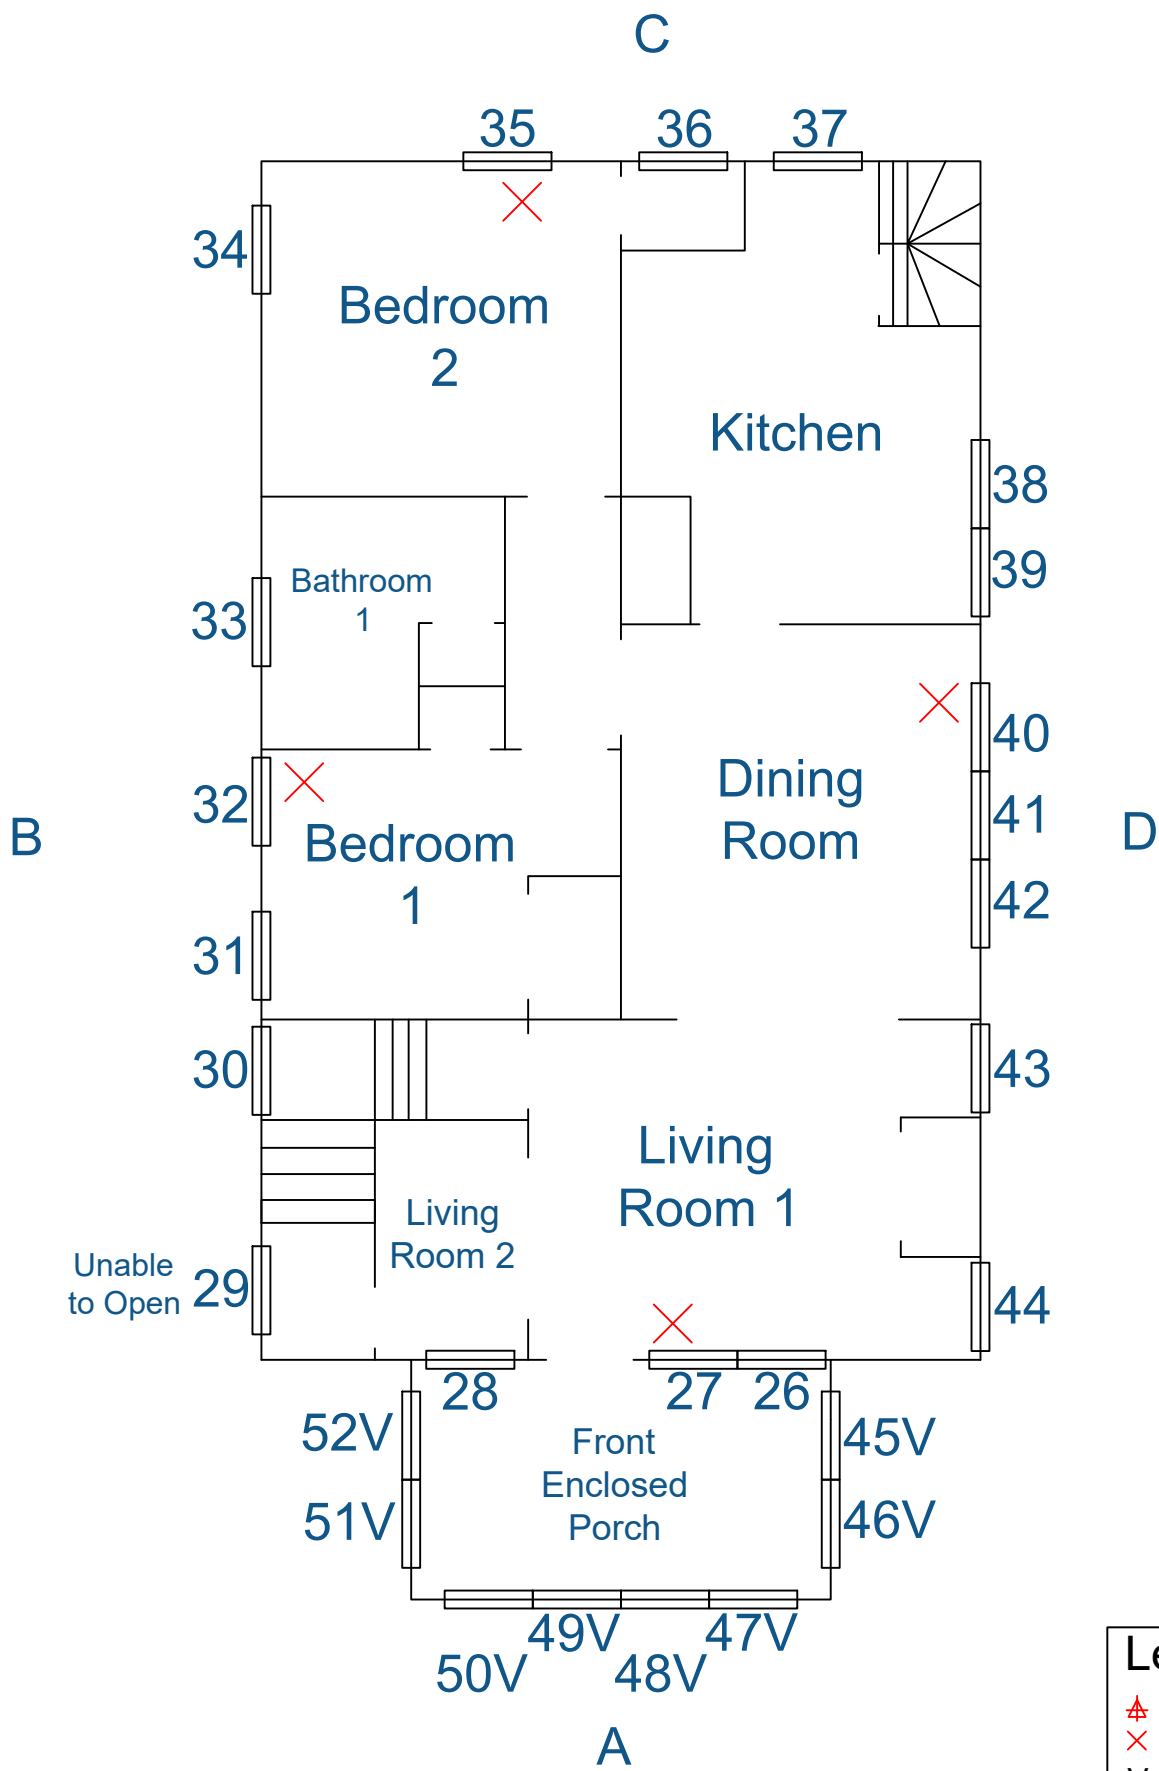 C
35 36 37
34
Bedroom
2
Kitchen
38
39
Bathroom
1
33
40
Dining
Room
32
41
B
D
Bedroom
1
42
31
30
43
Living
Room 1
Living
Room 2
Unable
to Open
29
44
28
27 26
52V
45V
Front
Enclosed
Porch
51V
46V
49V
47V
50V
48V
A